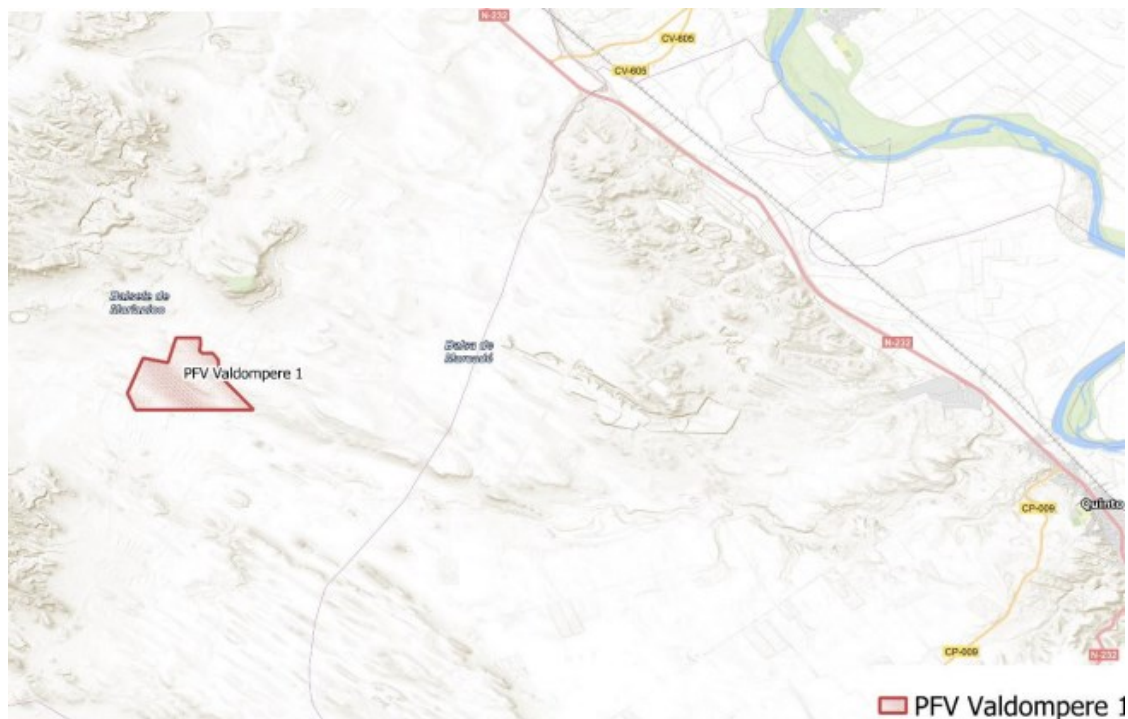 N-232
CV-605
CV-605
Balsete de
Marianico
PFV Valdompere 1
Balsa de
N-232
CP-009
Quinto
CP-009
N-232
PFV Valdompere 1